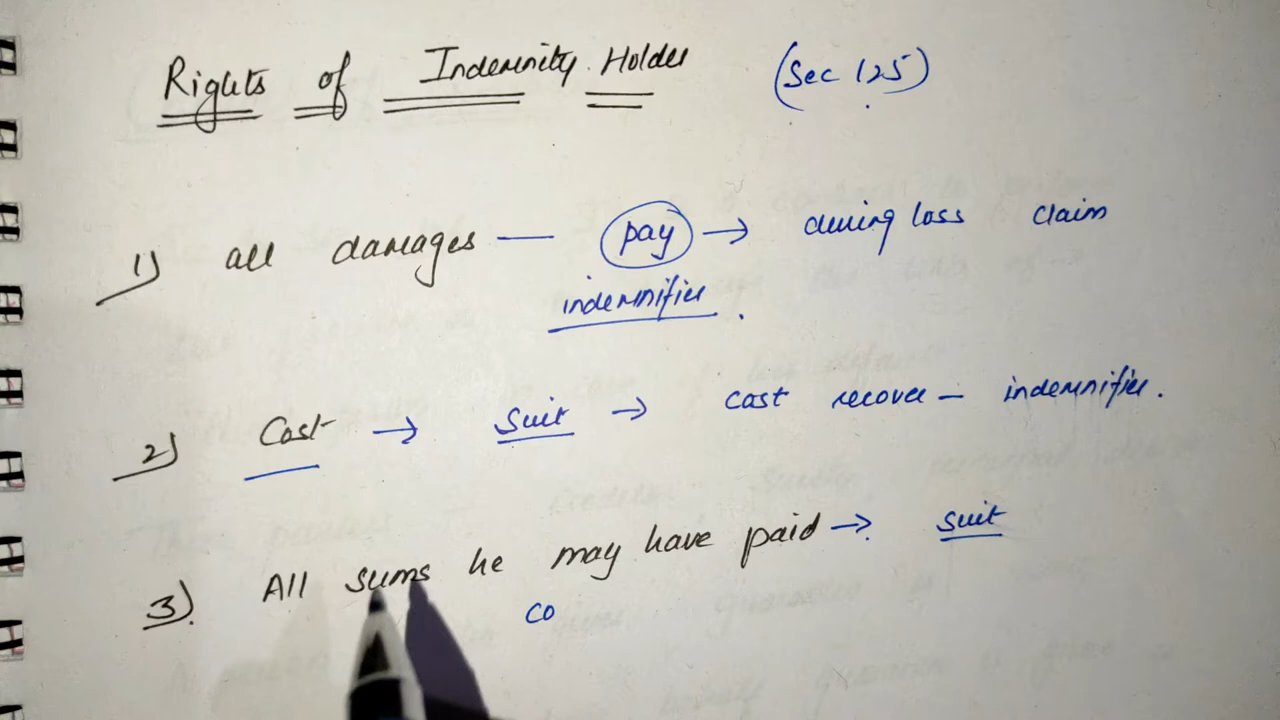 Rights of Indemnity Holder (Sec 125)
1) all damages — pay → during loss claim
indemnifier.
2) Cost → suit → cost recover – indemnifier.
3). All sums he may have paid → suit
co